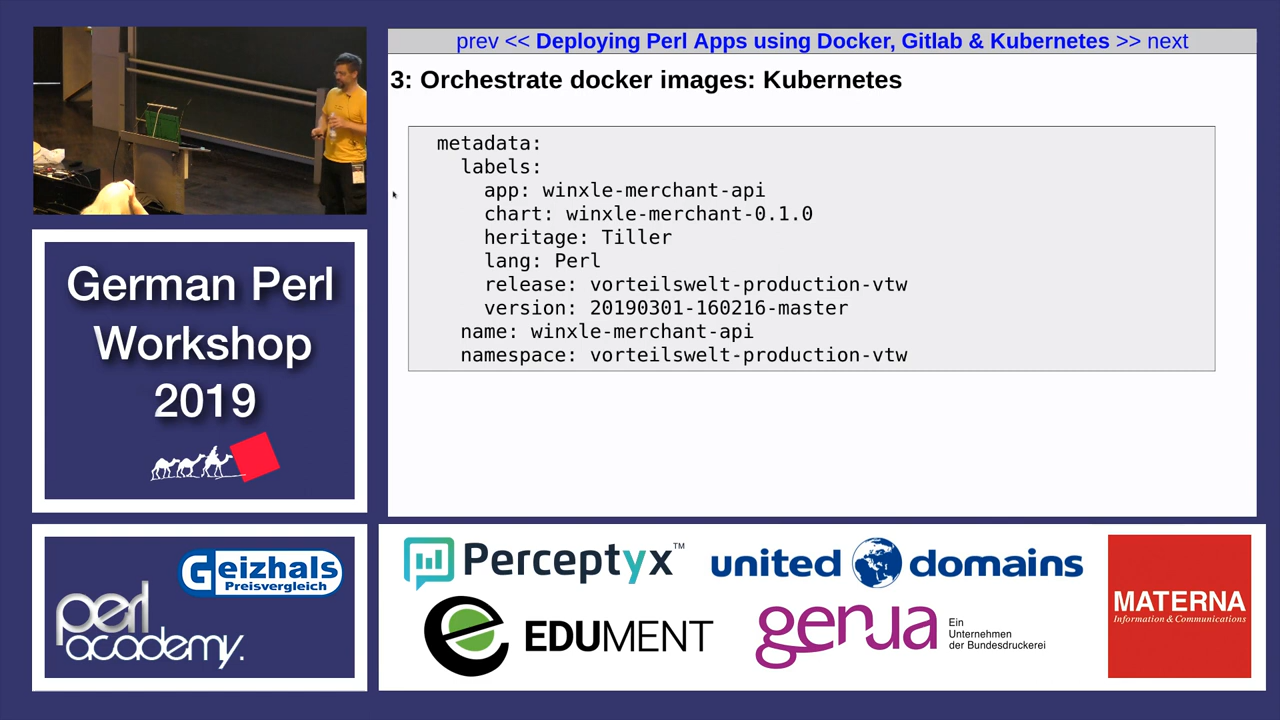 prev << Deploying Perl Apps using Docker, Gitlab & Kubernetes >> next
3: Orchestrate docker images: Kubernetes
metadata:
labels:
app: winxle-merchant-api
chart: winxle-merchant-0.1.0
heritage: Tiller
lang: Perl
release: vorteilswelt-production-vtw
version: 20190301-160216-master
name: winxle-merchant-api
namespace: vorteilswelt-production-vtw
German Perl
Workshop
2019
Geizhals
Preisvergleich
perl
academy.
Perceptyx™
united domains
EDUMENT
genua
Ein
Unternehmen
der Bundesdruckerei
MATERNA
Information & Communications